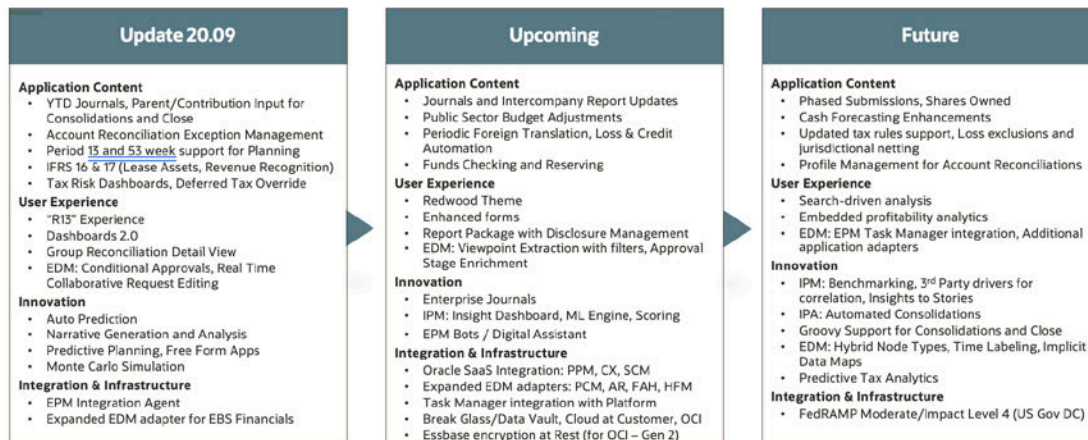 Update 20.09
Application Content
• YTD Journals, Parent/Contribution Input for
Consolidations and Close
• Account Reconciliation Exception Management
• Period 13 and 53 week support for Planning
• IFRS 16 & 17 (Lease Assets, Revenue Recognition)
• Tax Risk Dashboards, Deferred Tax Override
User Experience
• "R13" Experience
• Dashboards 2.0
• Group Reconciliation Detail View
• EDM: Conditional Approvals, Real Time
Collaborative Request Editing
Innovation
• Auto Prediction
• Narrative Generation and Analysis
• Predictive Planning, Free Form Apps
• Monte Carlo Simulation
Integration & Infrastructure
• EPM Integration Agent
• Expanded EDM adapter for EBS Financials
Upcoming
Application Content
• Journals and Intercompany Report Updates
• Public Sector Budget Adjustments
• Periodic Foreign Translation, Loss & Credit
Automation
• Funds Checking and Reserving
User Experience
• Redwood Theme
• Enhanced forms
• Report Package with Disclosure Management
• EDM: Viewpoint Extraction with filters, Approval
Stage Enrichment
Innovation
• Enterprise Journals
• IPM: Insight Dashboard, ML Engine, Scoring
• EPM Bots / Digital Assistant
Integration & Infrastructure
• Oracle SaaS Integration: PPM, CX, SCM
• Expanded EDM adapters: PCM, AR, FAH, HFM
• Task Manager integration with Platform
• Break Glass/Data Vault, Cloud at Customer, OCI
• Essbase encryption at Rest (for OCI – Gen 2)
Future
Application Content
• Phased Submissions, Shares Owned
• Cash Forecasting Enhancements
• Updated tax rules support, Loss exclusions and
jurisdictional netting
• Profile Management for Account Reconciliations
User Experience
• Search-driven analysis
• Embedded profitability analytics
• EDM: EPM Task Manager integration, Additional
application adapters
Innovation
• IPM: Benchmarking, 3rd Party drivers for
correlation, Insights to Stories
• IPA: Automated Consolidations
• Groovy Support for Consolidations and Close
• EDM: Hybrid Node Types, Time Labeling, Implicit
Data Maps
• Predictive Tax Analytics
Integration & Infrastructure
• FedRAMP Moderate/Impact Level 4 (US Gov DC)